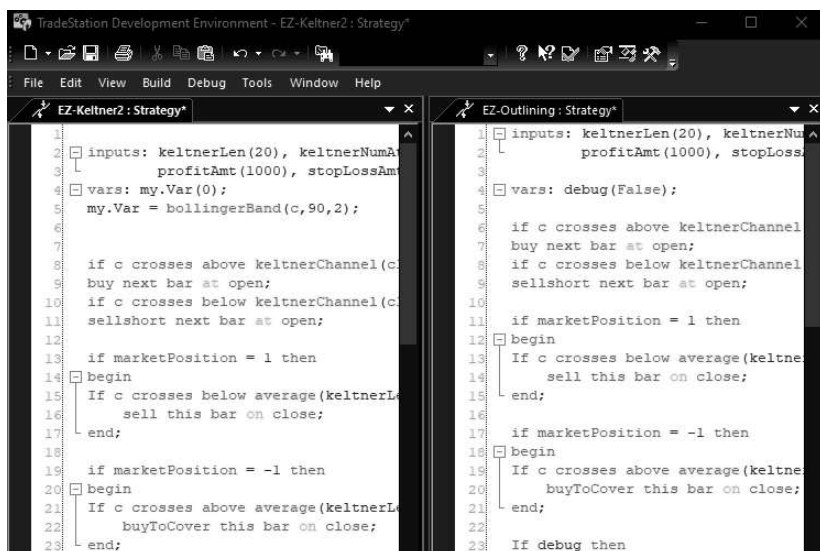 TradeStation Development Environment - EZ-Keltner2 : Strategy*
File Edit View Build Debug Tools Window Help
EZ-Keltner2 : Strategy*
1
2 inputs: keltnerLen(20), keltnerNumAt
3 profitAmt(1000), stopLossAmt
4 vars: my.Var(0);
5 my.Var = bollingerBand(c,90,2);
6
7
8 if c crosses above keltnerChannel(cl
9 buy next bar at open;
10 if c crosses below keltnerChannel(cl
11 sellshort next bar at open;
12
13 if marketPosition = 1 then
14 begin
15 If c crosses below average(keltnerLe
16 sell this bar on close;
17 end;
18
19 if marketPosition = -1 then
20 begin
21 If c crosses above average(keltnerLe
22 buyToCover this bar on close;
23 end;
EZ-Outlining : Strategy*
1 inputs: keltnerLen(20), keltnerNum
2 profitAmt(1000), stopLoss
3
4 vars: debug(False);
5
6 if c crosses above keltnerChannel
7 buy next bar at open;
8 if c crosses below keltnerChannel
9 sellshort next bar at open;
10
11 if marketPosition = 1 then
12 begin
13 If c crosses below average(keltne
14 sell this bar on close;
15 end;
16
17 if marketPosition = -1 then
18 begin
19 If c crosses above average(keltne
20 buyToCover this bar on close;
21 end;
22
23 If debug then